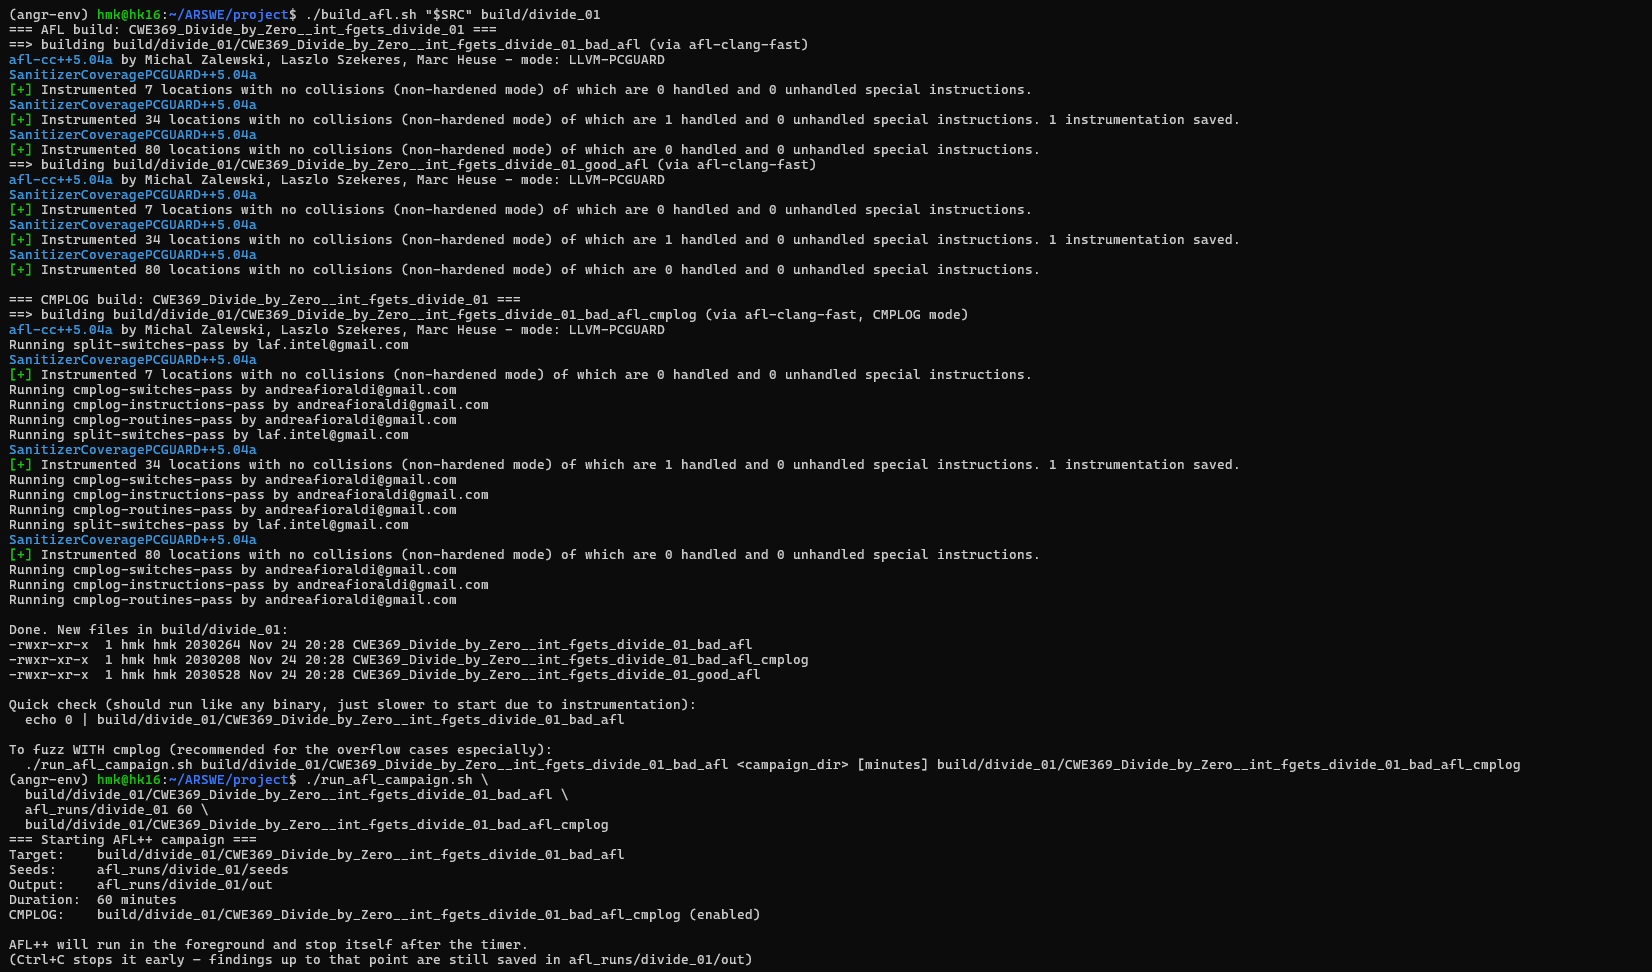 (angr-env) hmk@hk16:~/ARSWE/project$ ./build_afl.sh "$SRC" build/divide_01
=== AFL build: CWE369_Divide_by_Zero__int_fgets_divide_01 ===
==> building build/divide_01/CWE369_Divide_by_Zero__int_fgets_divide_01_bad_afl (via afl-clang-fast)
afl-cc++5.04a by Michal Zalewski, Laszlo Szekeres, Marc Heuse - mode: LLVM-PCGUARD
SanitizerCoveragePCGUARD++5.04a
[+] Instrumented 7 locations with no collisions (non-hardened mode) of which are 0 handled and 0 unhandled special instructions.
SanitizerCoveragePCGUARD++5.04a
[+] Instrumented 34 locations with no collisions (non-hardened mode) of which are 1 handled and 0 unhandled special instructions. 1 instrumentation saved.
SanitizerCoveragePCGUARD++5.04a
[+] Instrumented 80 locations with no collisions (non-hardened mode) of which are 0 handled and 0 unhandled special instructions.
==> building build/divide_01/CWE369_Divide_by_Zero__int_fgets_divide_01_good_afl (via afl-clang-fast)
afl-cc++5.04a by Michal Zalewski, Laszlo Szekeres, Marc Heuse - mode: LLVM-PCGUARD
SanitizerCoveragePCGUARD++5.04a
[+] Instrumented 7 locations with no collisions (non-hardened mode) of which are 0 handled and 0 unhandled special instructions.
SanitizerCoveragePCGUARD++5.04a
[+] Instrumented 34 locations with no collisions (non-hardened mode) of which are 1 handled and 0 unhandled special instructions. 1 instrumentation saved.
SanitizerCoveragePCGUARD++5.04a
[+] Instrumented 80 locations with no collisions (non-hardened mode) of which are 0 handled and 0 unhandled special instructions.
=== CMPLOG build: CWE369_Divide_by_Zero__int_fgets_divide_01 ===
==> building build/divide_01/CWE369_Divide_by_Zero__int_fgets_divide_01_bad_afl_cmplog (via afl-clang-fast, CMPLOG mode)
afl-cc++5.04a by Michal Zalewski, Laszlo Szekeres, Marc Heuse - mode: LLVM-PCGUARD
Running split-switches-pass by laf.intel@gmail.com
SanitizerCoveragePCGUARD++5.04a
[+] Instrumented 7 locations with no collisions (non-hardened mode) of which are 0 handled and 0 unhandled special instructions.
Running cmplog-switches-pass by andreafioraldi@gmail.com
Running cmplog-instructions-pass by andreafioraldi@gmail.com
Running cmplog-routines-pass by andreafioraldi@gmail.com
Running split-switches-pass by laf.intel@gmail.com
SanitizerCoveragePCGUARD++5.04a
[+] Instrumented 34 locations with no collisions (non-hardened mode) of which are 1 handled and 0 unhandled special instructions. 1 instrumentation saved.
Running cmplog-switches-pass by andreafioraldi@gmail.com
Running cmplog-instructions-pass by andreafioraldi@gmail.com
Running cmplog-routines-pass by andreafioraldi@gmail.com
Running split-switches-pass by laf.intel@gmail.com
SanitizerCoveragePCGUARD++5.04a
[+] Instrumented 80 locations with no collisions (non-hardened mode) of which are 0 handled and 0 unhandled special instructions.
Running cmplog-switches-pass by andreafioraldi@gmail.com
Running cmplog-instructions-pass by andreafioraldi@gmail.com
Running cmplog-routines-pass by andreafioraldi@gmail.com
Done. New files in build/divide_01:
-rwxr-xr-x  1 hmk hmk 2030264 Nov 24 20:28 CWE369_Divide_by_Zero__int_fgets_divide_01_bad_afl
-rwxr-xr-x  1 hmk hmk 2030208 Nov 24 20:28 CWE369_Divide_by_Zero__int_fgets_divide_01_bad_afl_cmplog
-rwxr-xr-x  1 hmk hmk 2030528 Nov 24 20:28 CWE369_Divide_by_Zero__int_fgets_divide_01_good_afl
Quick check (should run like any binary, just slower to start due to instrumentation):
  echo 0 | build/divide_01/CWE369_Divide_by_Zero__int_fgets_divide_01_bad_afl
To fuzz WITH cmplog (recommended for the overflow cases especially):
  ./run_afl_campaign.sh build/divide_01/CWE369_Divide_by_Zero__int_fgets_divide_01_bad_afl <campaign_dir> [minutes] build/divide_01/CWE369_Divide_by_Zero__int_fgets_divide_01_bad_afl_cmplog
(angr-env) hmk@hk16:~/ARSWE/project$ ./run_afl_campaign.sh \
  build/divide_01/CWE369_Divide_by_Zero__int_fgets_divide_01_bad_afl \
  afl_runs/divide_01 60 \
  build/divide_01/CWE369_Divide_by_Zero__int_fgets_divide_01_bad_afl_cmplog
=== Starting AFL++ campaign ===
Target:    build/divide_01/CWE369_Divide_by_Zero__int_fgets_divide_01_bad_afl
Seeds:     afl_runs/divide_01/seeds
Output:    afl_runs/divide_01/out
Duration:  60 minutes
CMPLOG:    build/divide_01/CWE369_Divide_by_Zero__int_fgets_divide_01_bad_afl_cmplog (enabled)
AFL++ will run in the foreground and stop itself after the timer.
(Ctrl+C stops it early — findings up to that point are still saved in afl_runs/divide_01/out)